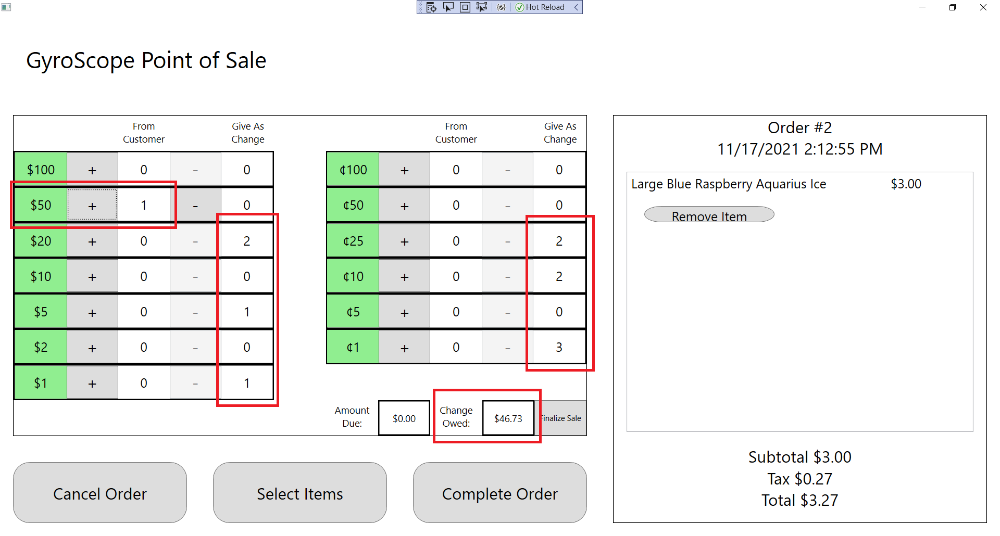 Hot Reload
GyroScope Point of Sale
From Customer
Give As Change
$100 + 0 - 0
$50 + 1 - 0
$20 + 0 - 2
$10 + 0 - 0
$5 + 0 - 1
$2 + 0 - 0
$1 + 0 - 1
From Customer
Give As Change
¢100 + 0 - 0
¢50 + 0 - 0
¢25 + 0 - 2
¢10 + 0 - 2
¢5 + 0 - 0
¢1 + 0 - 3
Amount Due: $0.00 Change Owed: $46.73 Finalize Sale
Cancel Order
Select Items
Complete Order
Order #2
11/17/2021 2:12:55 PM
Large Blue Raspberry Aquarius Ice $3.00
Remove Item
Subtotal $3.00
Tax $0.27
Total $3.27